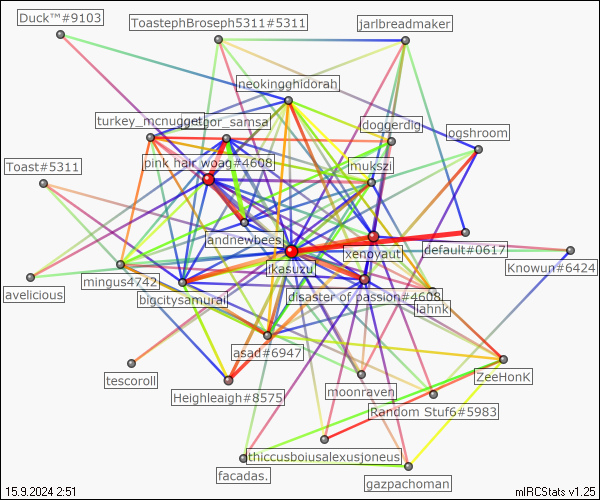 Duck™#9103
ToastephBroseph5311#5311
jarlbreadmaker
neokingghidorah
turkey_mcnugget
gor_samsa
doggerdig
ogshroom
pink hair woag#4608
mukszi
Toast#5311
andnewbees
xenoyaut
default#0617
jkasuzu
Knowun#6424
mingus4742
avelicious
bigcitysamurai
disaster of passion#4608
lahnk
asad#6947
tescoroll
ZeeHonK
moonraven
Heighleaigh#8575
Random Stuf6#5983
thiccusboiusalexusjoneus
facadas.
gazpachoman
15.9.2024 2:51
mIRCStats v1.25